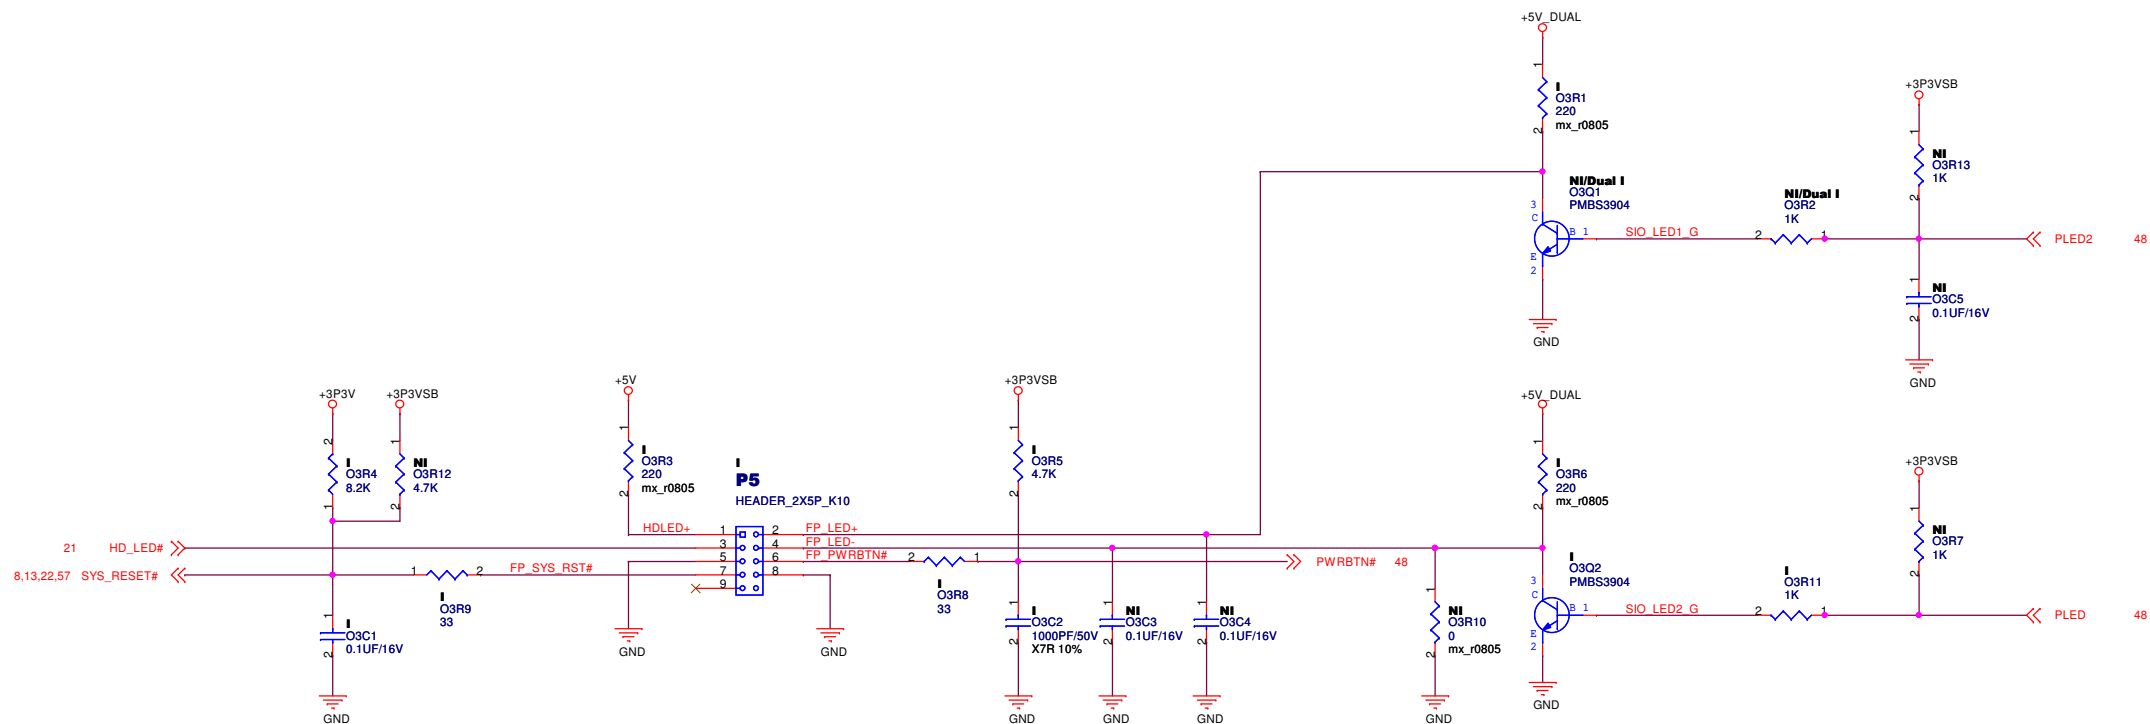 +5V_DUAL
1
I
O3R1
220
mx_r0805
2
+3P3VSB
1
NI
O3R13
1K
2
NI/Dual I
O3Q1
PMBS3904
3
C
B 1
E
2
SIO_LED1_G
NI/Dual I
O3R2
1K
2
1
PLED2
48
1
NI
O3C5
0.1UF/16V
2
GND
GND
+3P3V
+3P3VSB
2
I
O3R4
8.2K
1
1
NI
O3R12
4.7K
2
+5V
1
I
O3R3
220
mx_r0805
2
I
P5
HEADER_2X5P_K10
+3P3VSB
1
I
O3R5
4.7K
2
+5V_DUAL
1
I
O3R6
220
mx_r0805
2
+3P3VSB
1
NI
O3R7
1K
2
HDLED+
1
2
FP_LED+
21
HD_LED#
3
4
FP_LED-
5
6
FP_PWRBTN#
2
1
I
O3R8
33
PWRBTN#
48
8,13,22,57
SYS_RESET#
1
2
I
O3R9
33
FP_SYS_RST#
7
8
9
1
I
O3C1
0.1UF/16V
2
GND
GND
GND
1
I
O3C2
1000PF/50V
X7R 10%
2
GND
1
NI
O3C3
0.1UF/16V
2
GND
1
NI
O3C4
0.1UF/16V
2
GND
1
NI
O3R10
0
mx_r0805
2
GND
I
O3Q2
PMBS3904
3
C
B 1
E
2
GND
SIO_LED2_G
I
O3R11
1K
2
1
PLED
48